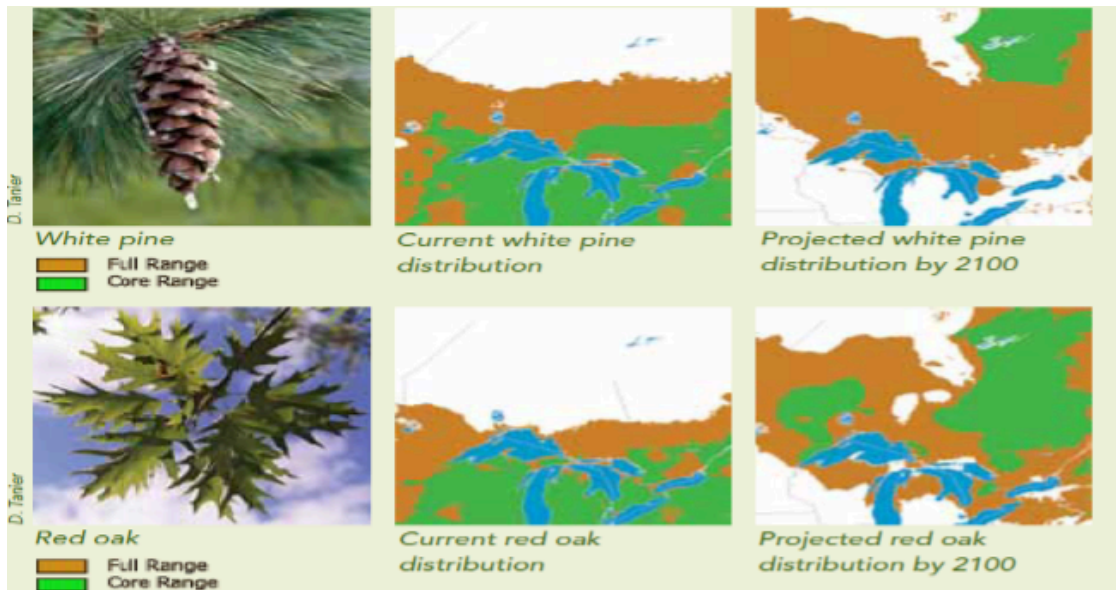 D. Tanier
White pine
Full Range
Core Range
Current white pine
distribution
Projected white pine
distribution by 2100
D. Tanier
Red oak
Full Range
Core Range
Current red oak
distribution
Projected red oak
distribution by 2100